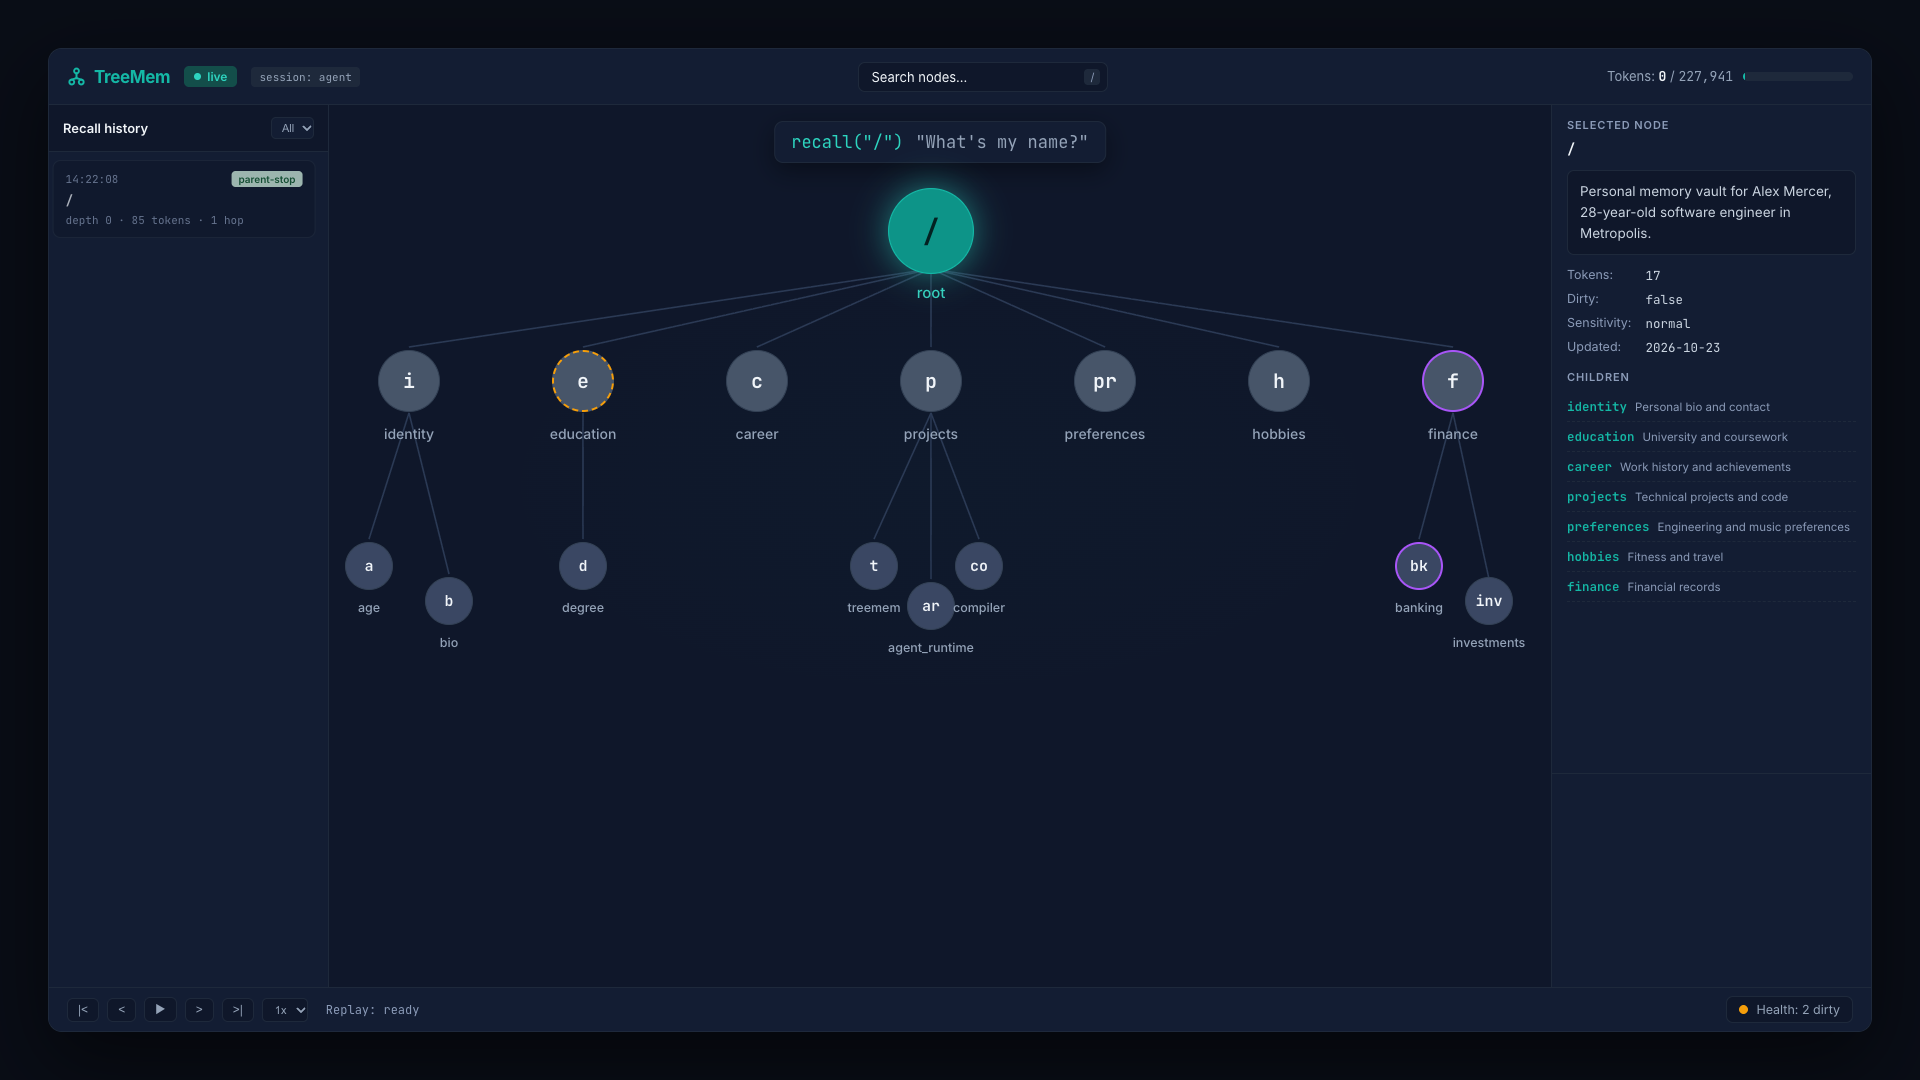 TreeMem
live
session: agent
Search nodes...
/
Tokens: 0 / 227,941
Recall history
All
14:22:08
parent-stop
/
depth 0 · 85 tokens · 1 hop
recall("/") "What's my name?"
/
root
i
e
c
p
pr
h
f
identity
education
career
projects
preferences
hobbies
finance
a
d
t
co
bk
b
ar
inv
age
degree
treemem
compiler
banking
bio
agent_runtime
investments
SELECTED NODE
/
Personal memory vault for Alex Mercer,
28-year-old software engineer in
Metropolis.
Tokens: 17
Dirty: false
Sensitivity: normal
Updated: 2026-10-23
CHILDREN
identity Personal bio and contact
education University and coursework
career Work history and achievements
projects Technical projects and code
preferences Engineering and music preferences
hobbies Fitness and travel
finance Financial records
|<
<
>
>|
1x
Replay: ready
Health: 2 dirty